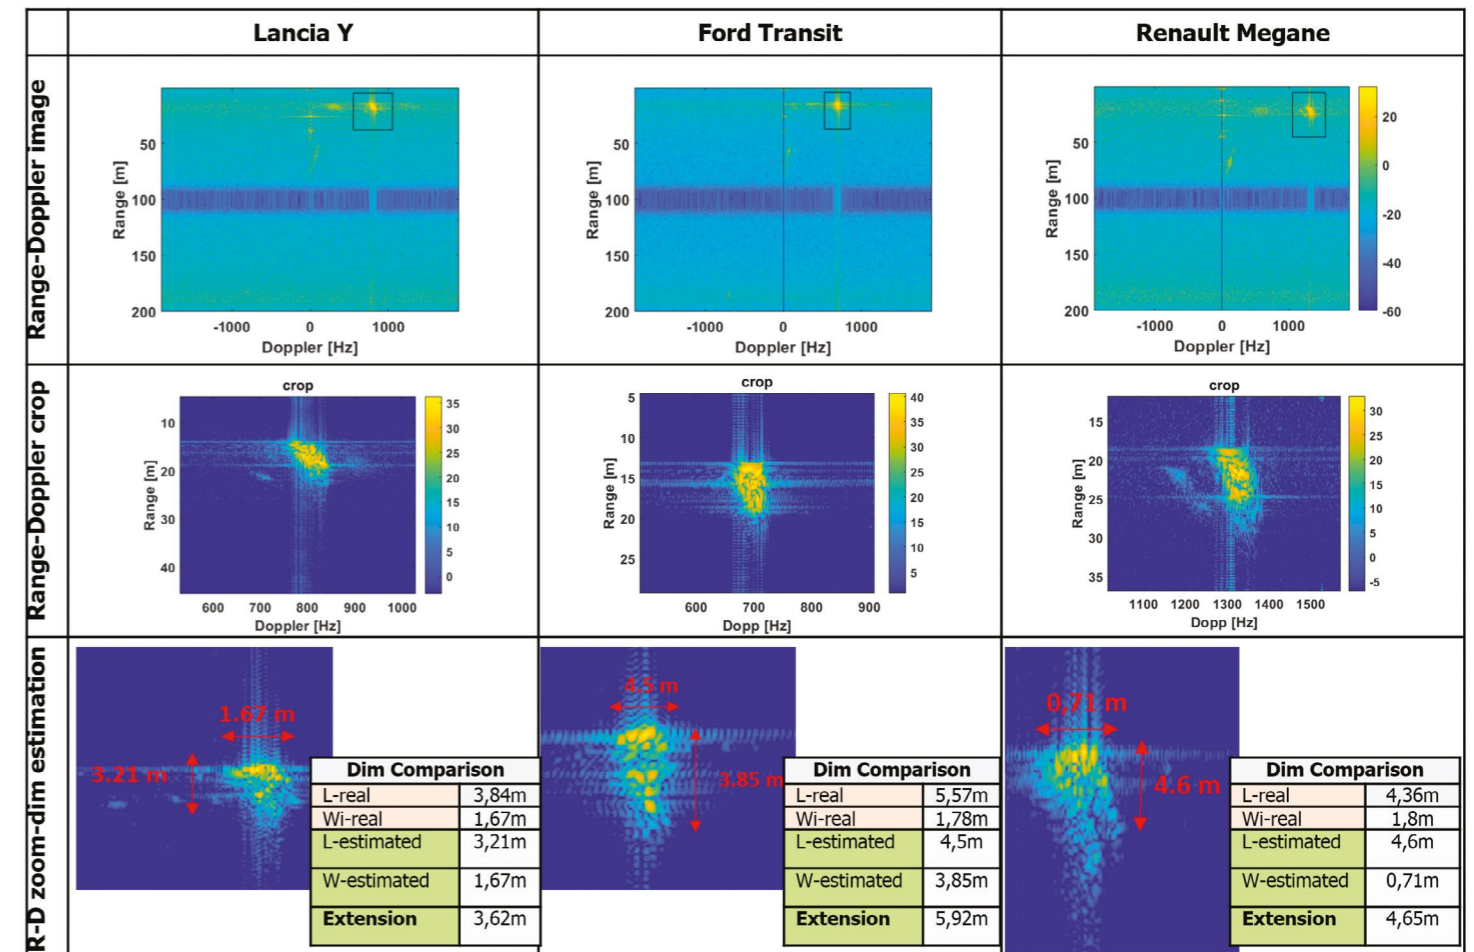 Lancia Y
Ford Transit
Renault Megane
Range-Doppler image
Range [m]
50
100
150
200
-1000
0
1000
Doppler [Hz]
Range [m]
50
100
150
200
-1000
0
1000
Doppler [Hz]
Range [m]
50
100
150
200
-1000
0
1000
Doppler [Hz]
20
0
-20
-40
-60
Range-Doppler crop
crop
Range [m]
10
20
30
40
600
700
800
900
1000
Doppler [Hz]
35
30
25
20
15
10
5
0
crop
Range [m]
5
10
15
20
25
600
700
800
900
Dopp [Hz]
40
35
30
25
20
15
10
5
crop
Range [m]
15
20
25
30
35
1100
1200
1300
1400
1500
Dopp [Hz]
30
25
20
15
10
5
0
-5
R-D zoom-dim estimation
1.67 m
3.21 m
Dim Comparison
L-real 3,84m
Wi-real 1,67m
L-estimated 3,21m
W-estimated 1,67m
Extension 3,62m
4.5 m
3.85 m
Dim Comparison
L-real 5,57m
Wi-real 1,78m
L-estimated 4,5m
W-estimated 3,85m
Extension 5,92m
0,71 m
4.6 m
Dim Comparison
L-real 4,36m
Wi-real 1,8m
L-estimated 4,6m
W-estimated 0,71m
Extension 4,65m